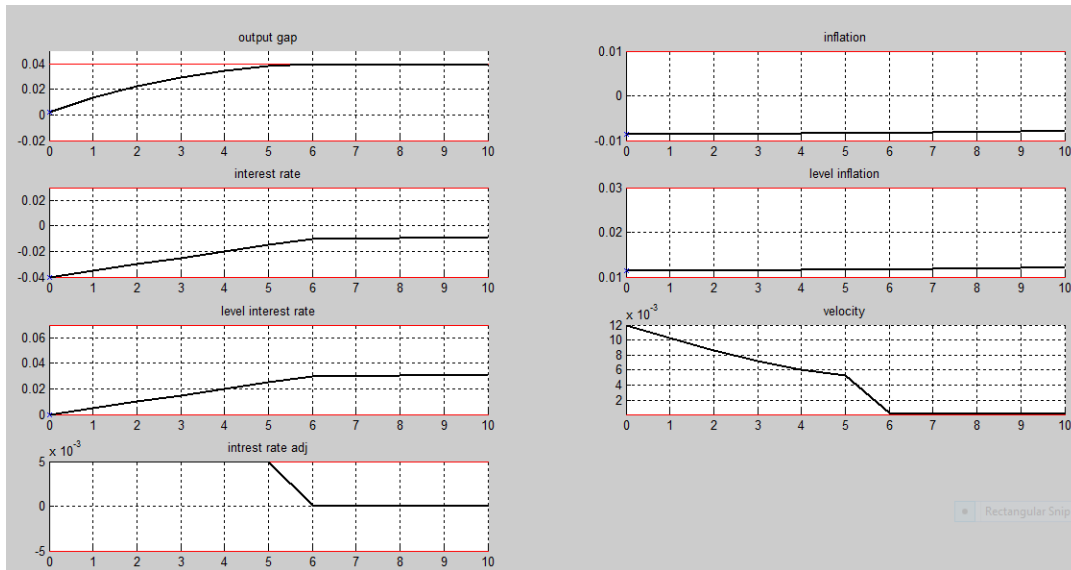 output gap
0.04
0.02
0
-0.02
0 1 2 3 4 5 6 7 8 9 10
inflation
0.01
0
-0.01
0 1 2 3 4 5 6 7 8 9 10
interest rate
0.02
0
-0.02
-0.04
0 1 2 3 4 5 6 7 8 9 10
level inflation
0.03
0.02
0.01
0 1 2 3 4 5 6 7 8 9 10
level interest rate
0.06
0.04
0.02
0
0 1 2 3 4 5 6 7 8 9 10
velocity
12 x 10^-3
10
8
6
4
2
0 1 2 3 4 5 6 7 8 9 10
intrest rate adj
5 x 10^-3
0
-5
0 1 2 3 4 5 6 7 8 9 10
Rectangular Snip